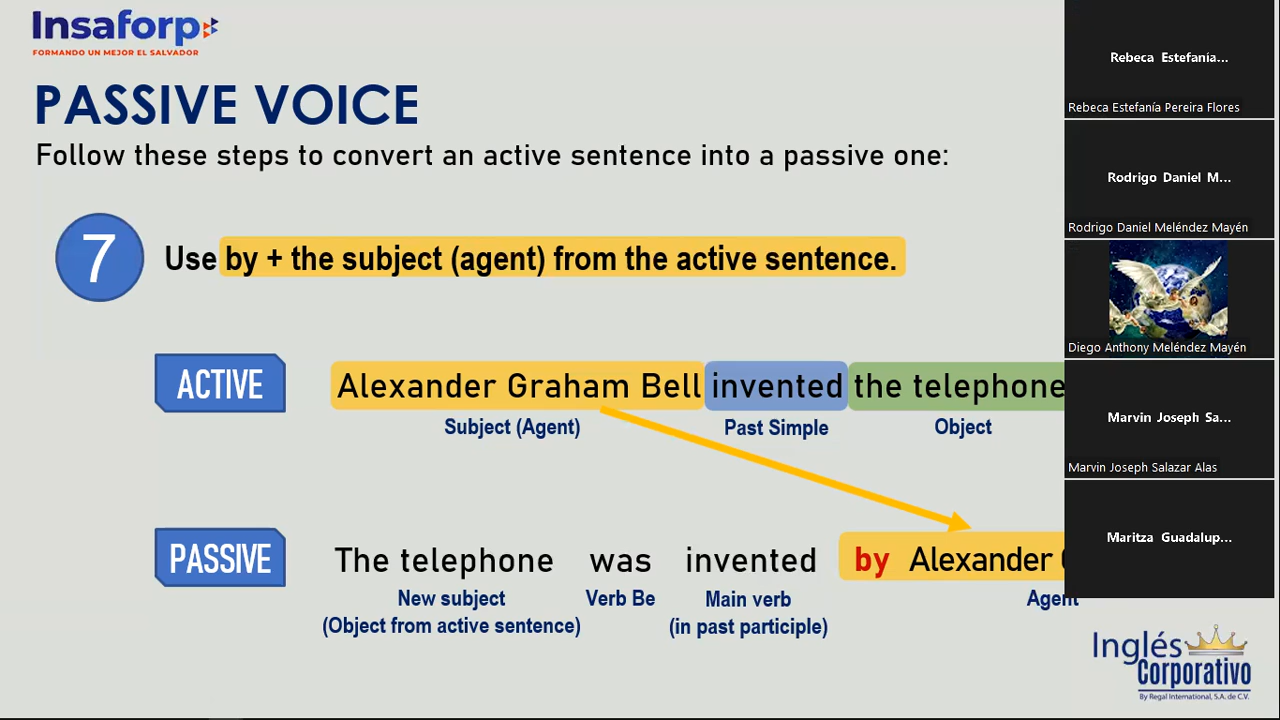 Insaforp
FORMANDO UN MEJOR EL SALVADOR
PASSIVE VOICE
Follow these steps to convert an active sentence into a passive one:
7
Use by + the subject (agent) from the active sentence.
ACTIVE
Alexander Graham Bell invented the telephone
Subject (Agent) Past Simple Object
PASSIVE
The telephone was invented by Alexander
New subject Verb Be Main verb Agent
(Object from active sentence) (in past participle)
Rebeca Estefanía...
Rebeca Estefanía Pereira Flores
Rodrigo Daniel M...
Rodrigo Daniel Meléndez Mayén
Diego Anthony Meléndez Mayén
Marvin Joseph Sa...
Marvin Joseph Salazar Alas
Maritza Guadalup...
Inglés
Corporativo
By Regal International, S.A. de C.V.